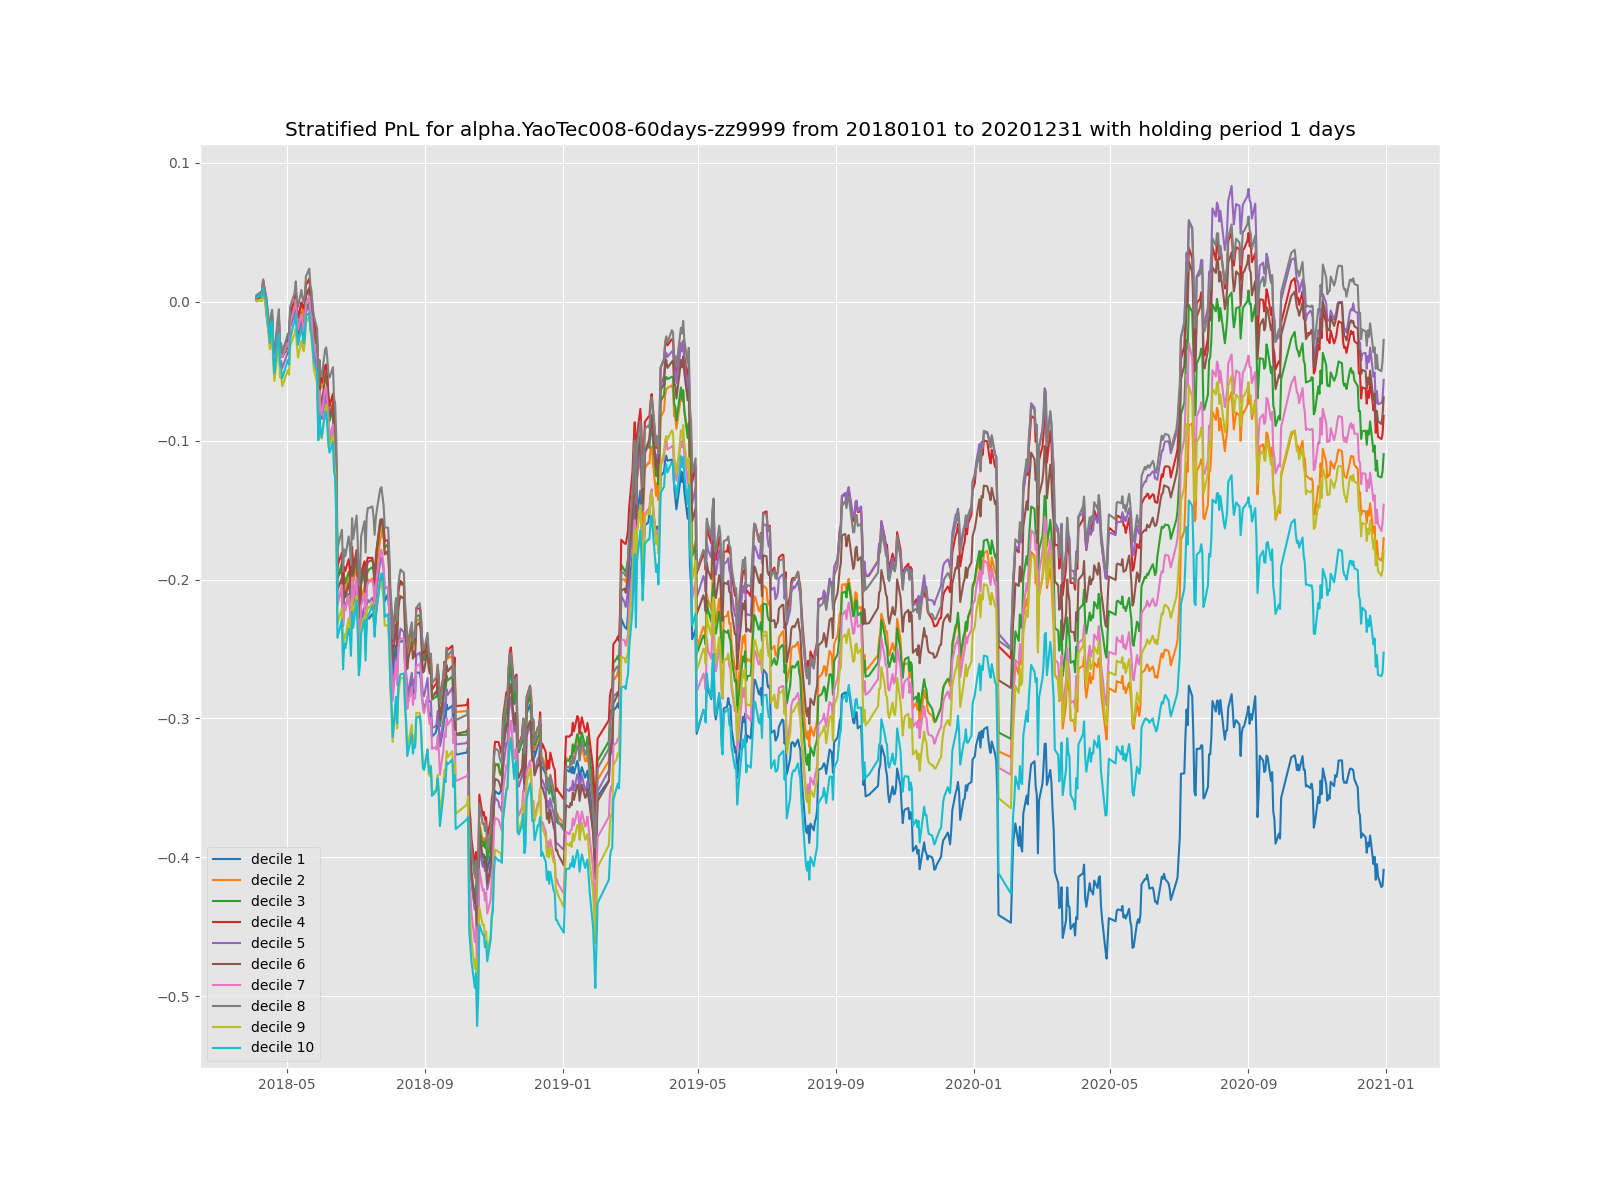 Stratified PnL for alpha.YaoTec008-60days-zz9999 from 20180101 to 20201231 with holding period 1 days
0.1
0.0
−0.1
−0.2
−0.3
−0.4
−0.5
decile 1
decile 2
decile 3
decile 4
decile 5
decile 6
decile 7
decile 8
decile 9
decile 10
2018-05 2018-09 2019-01 2019-05 2019-09 2020-01 2020-05 2020-09 2021-01